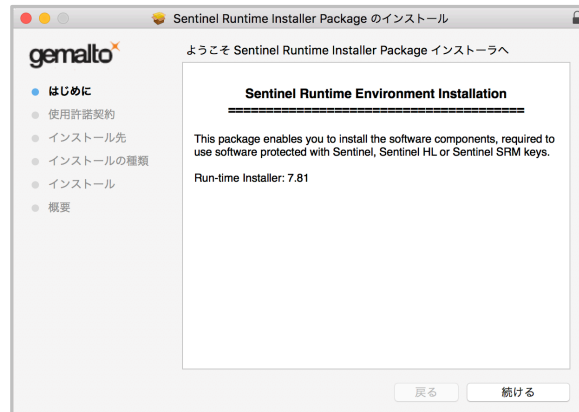 Sentinel Runtime Installer Package のインストール
gemalto
ようこそ Sentinel Runtime Installer Package インストーラへ
はじめに
使用許諾契約
インストール先
インストールの種類
インストール
概要
Sentinel Runtime Environment Installation
=======================================
This package enables you to install the software components, required to
use software protected with Sentinel, Sentinel HL or Sentinel SRM keys.
Run-time Installer: 7.81
戻る
続ける